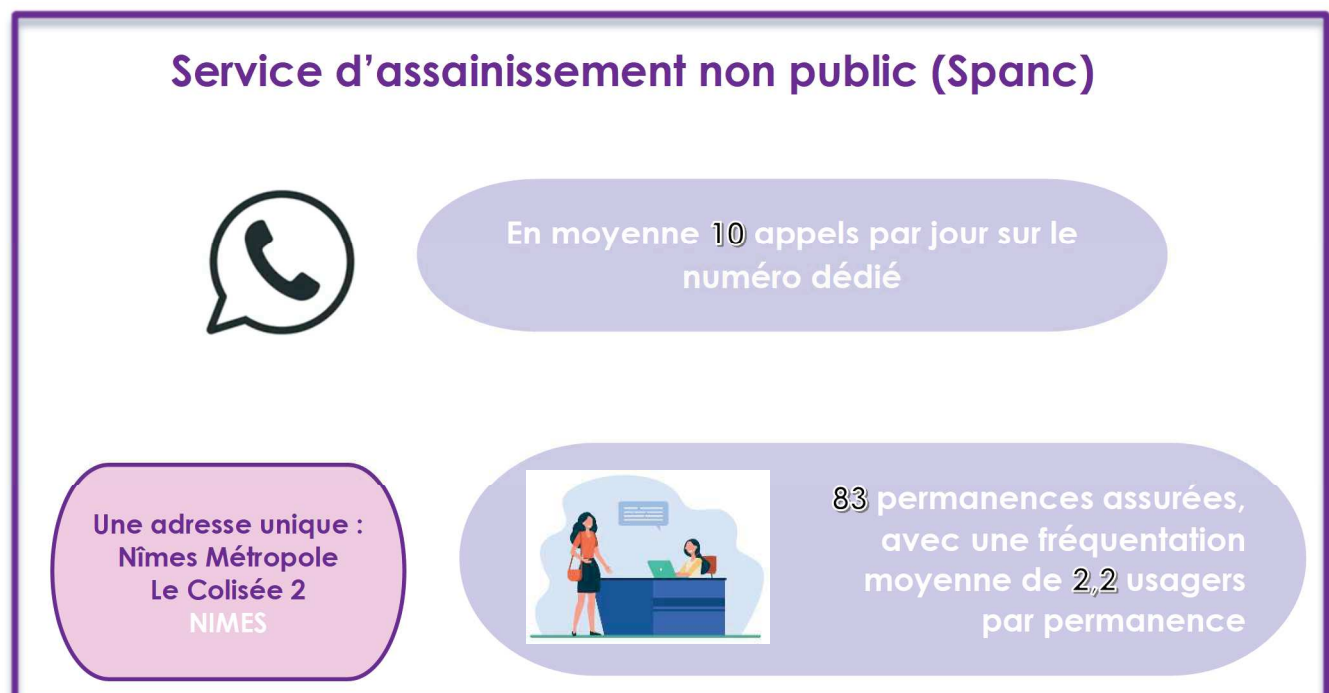 Service d’assainissement non public (Spanc)
En moyenne 10 appels par jour sur le
numéro dédié
Une adresse unique :
Nîmes Métropole
Le Colisée 2
NIMES
83 permanences assurées,
avec une fréquentation
moyenne de 2,2 usagers
par permanence